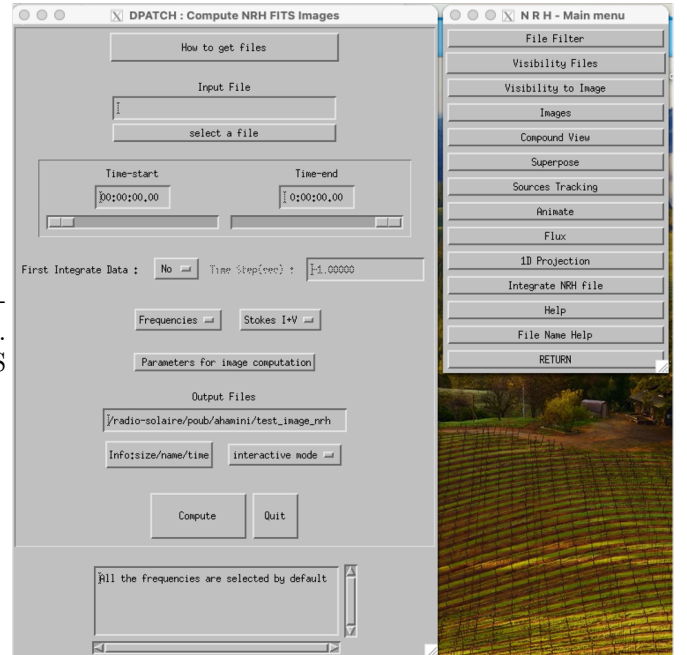 DPATCH : Compute NRH FITS Images
How to get files
Input File
select a file
Time-start Time-end
00:00:00.00 0:00:00.00
First Integrate Data : No Time Step(sec) : -1.00000
Frequencies Stokes I+V
Parameters for image computation
Output Files
/radio-solaire/poub/ahamini/test_image_nrh
Info:size/name/time interactive mode
Compute Quit
All the frequencies are selected by default
N R H - Main menu
File Filter
Visibility Files
Visibility to Image
Images
Compound View
Superpose
Sources Tracking
Animate
Flux
1D Projection
Integrate NRH file
Help
File Name Help
RETURN